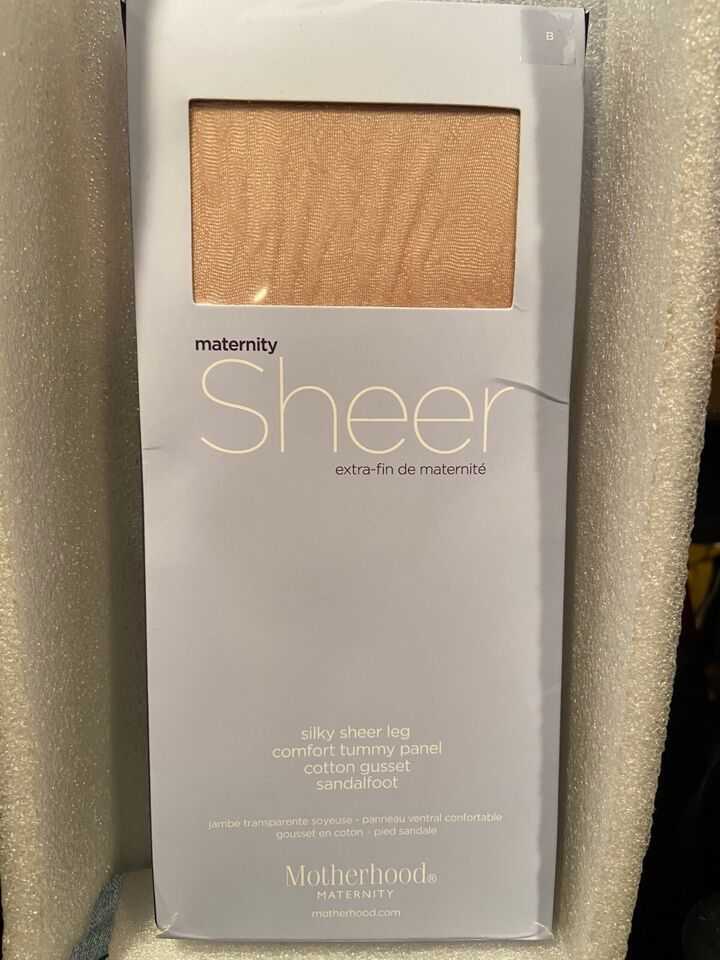 B
maternity
Sheer
extra-fin de maternité
silky sheer leg
comfort tummy panel
cotton gusset
sandalfoot
jambe transparente soyeuse - panneau ventral confortable
gousset en coton - pied sandale
Motherhood®
MATERNITY
motherhood.com